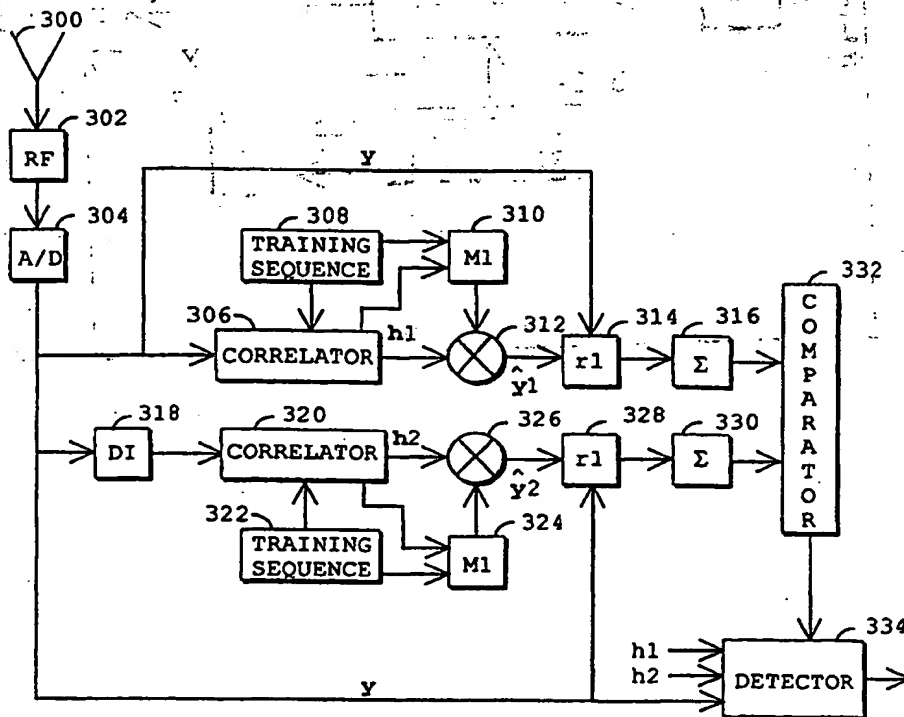 300
302
RF
y
304
A/D
308
TRAINING
SEQUENCE
310
M1
332
COMPARATOR
306
CORRELATOR
h1
312
ŷ1
314
r1
316
Σ
318
DI
320
CORRELATOR
h2
326
ŷ2
328
r1
330
Σ
322
TRAINING
SEQUENCE
324
M1
334
h1
h2
DETECTOR
y